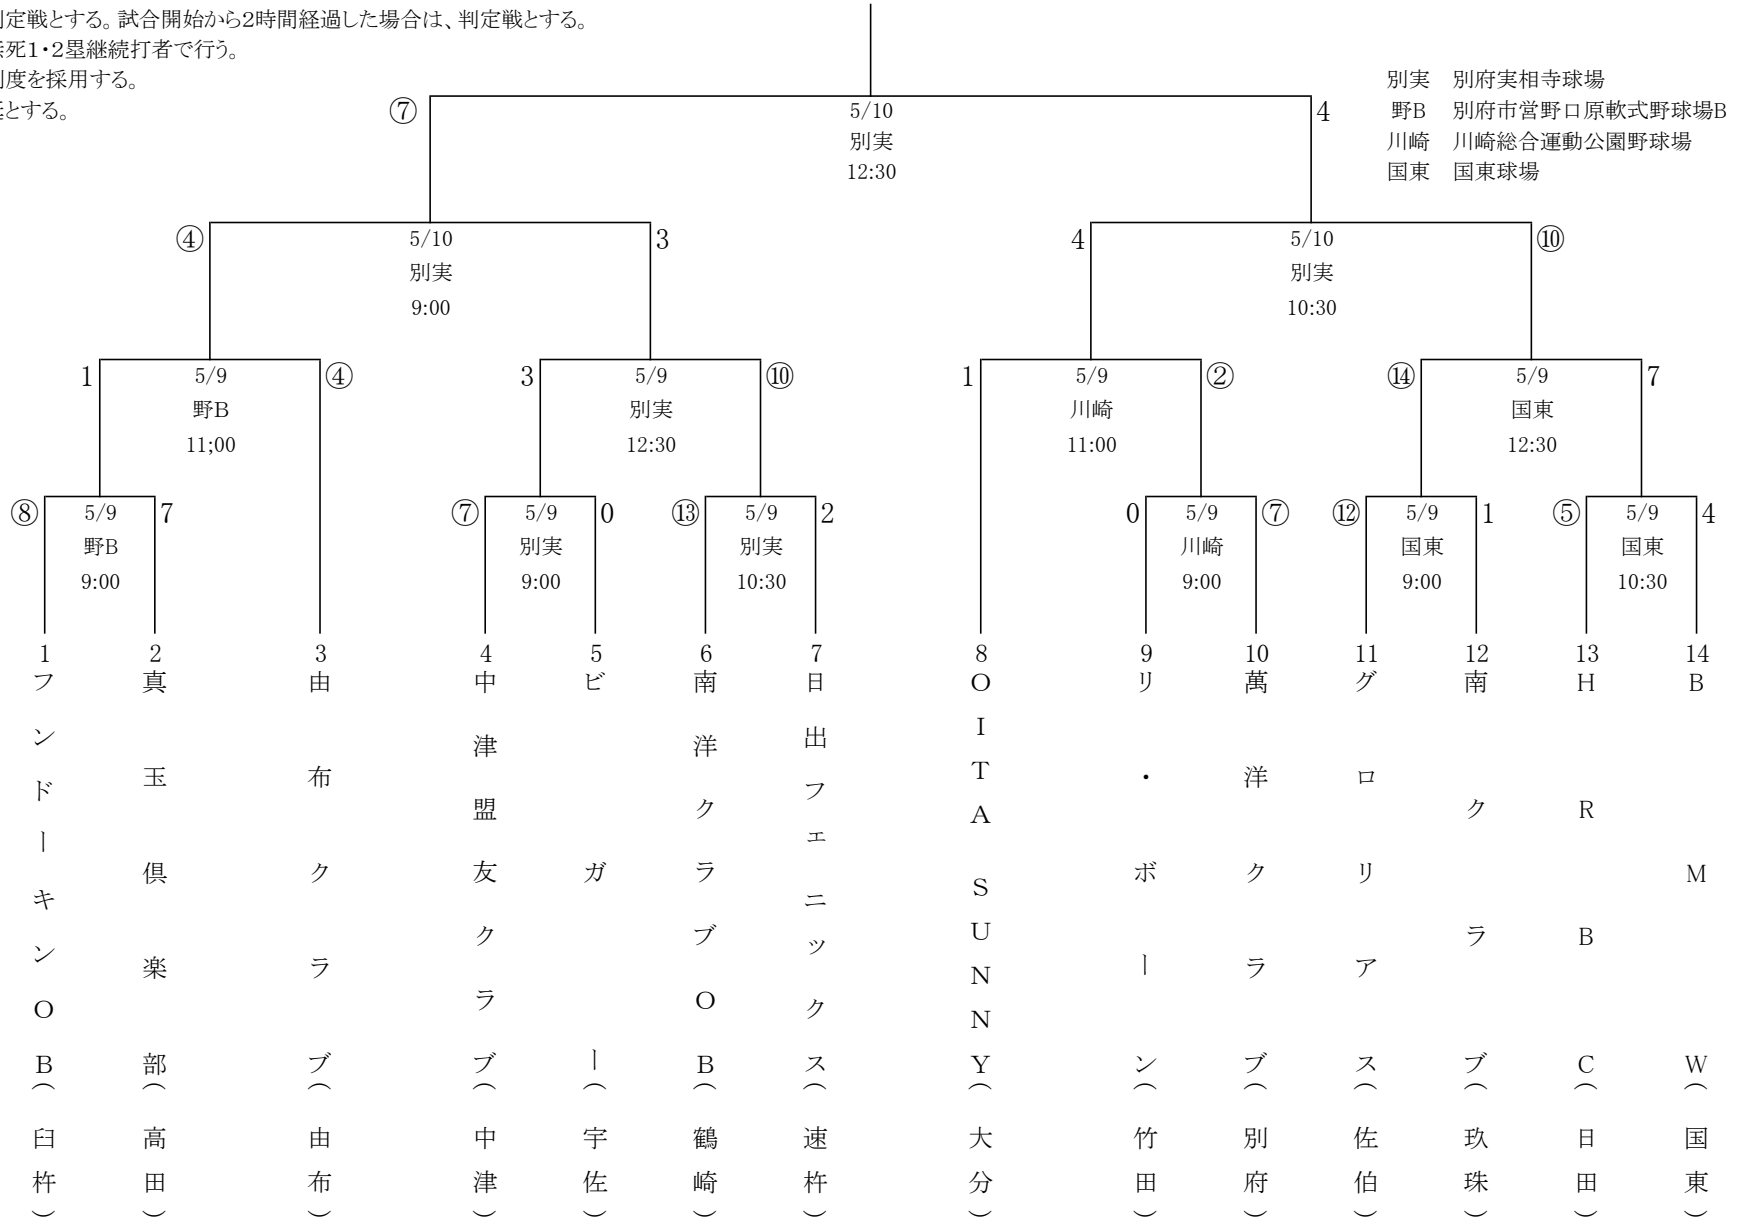 定戦とする。試合開始から2時間経過した場合は、判定戦とする。
死1・2塁継続打者で行う。
度を採用する。
とする。
別実 別府実相寺球場
野B 別府市営野口原軟式野球場B
川崎 川崎総合運動公園野球場
国東 国東球場
⑦ 5/10 4
別実
12:30
④ 5/10 3
別実
9:00
4 5/10 ⑩
別実
10:30
1 5/9 ④
野B
11;00
3 5/9 ⑩
別実
12:30
1 5/9 ②
川崎
11:00
⑭ 5/9 7
国東
12:30
⑧ 5/9 7
野B
9:00
⑦ 5/9 0
別実
9:00
⑬ 5/9 2
別実
10:30
0 5/9 ⑦
川崎
9:00
⑫ 5/9 1
国東
9:00
⑤ 5/9 4
国東
10:30
1 フンドーキンOB(臼杵)
2 真玉倶楽部(高田)
3 由布クラブ(由布)
4 中津盟友クラブ(中津)
5 ビガー(宇佐)
6 南洋クラブOB(鶴崎)
7 日出フェニックス(速杵)
8 OITA SUNNY(大分)
9 リ・ボーン(竹田)
10 萬洋クラブ(別府)
11 グロリアス(佐伯)
12 南クラブ(玖珠)
13 HRBC(日田)
14 BMW(国東)